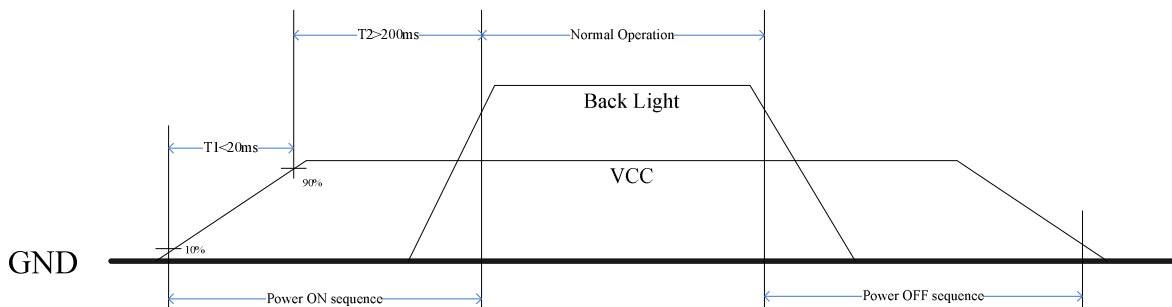 T2>200ms
Normal Operation
Back Light
T1<20ms
VCC
90%
10%
GND
Power ON sequence
Power OFF sequence